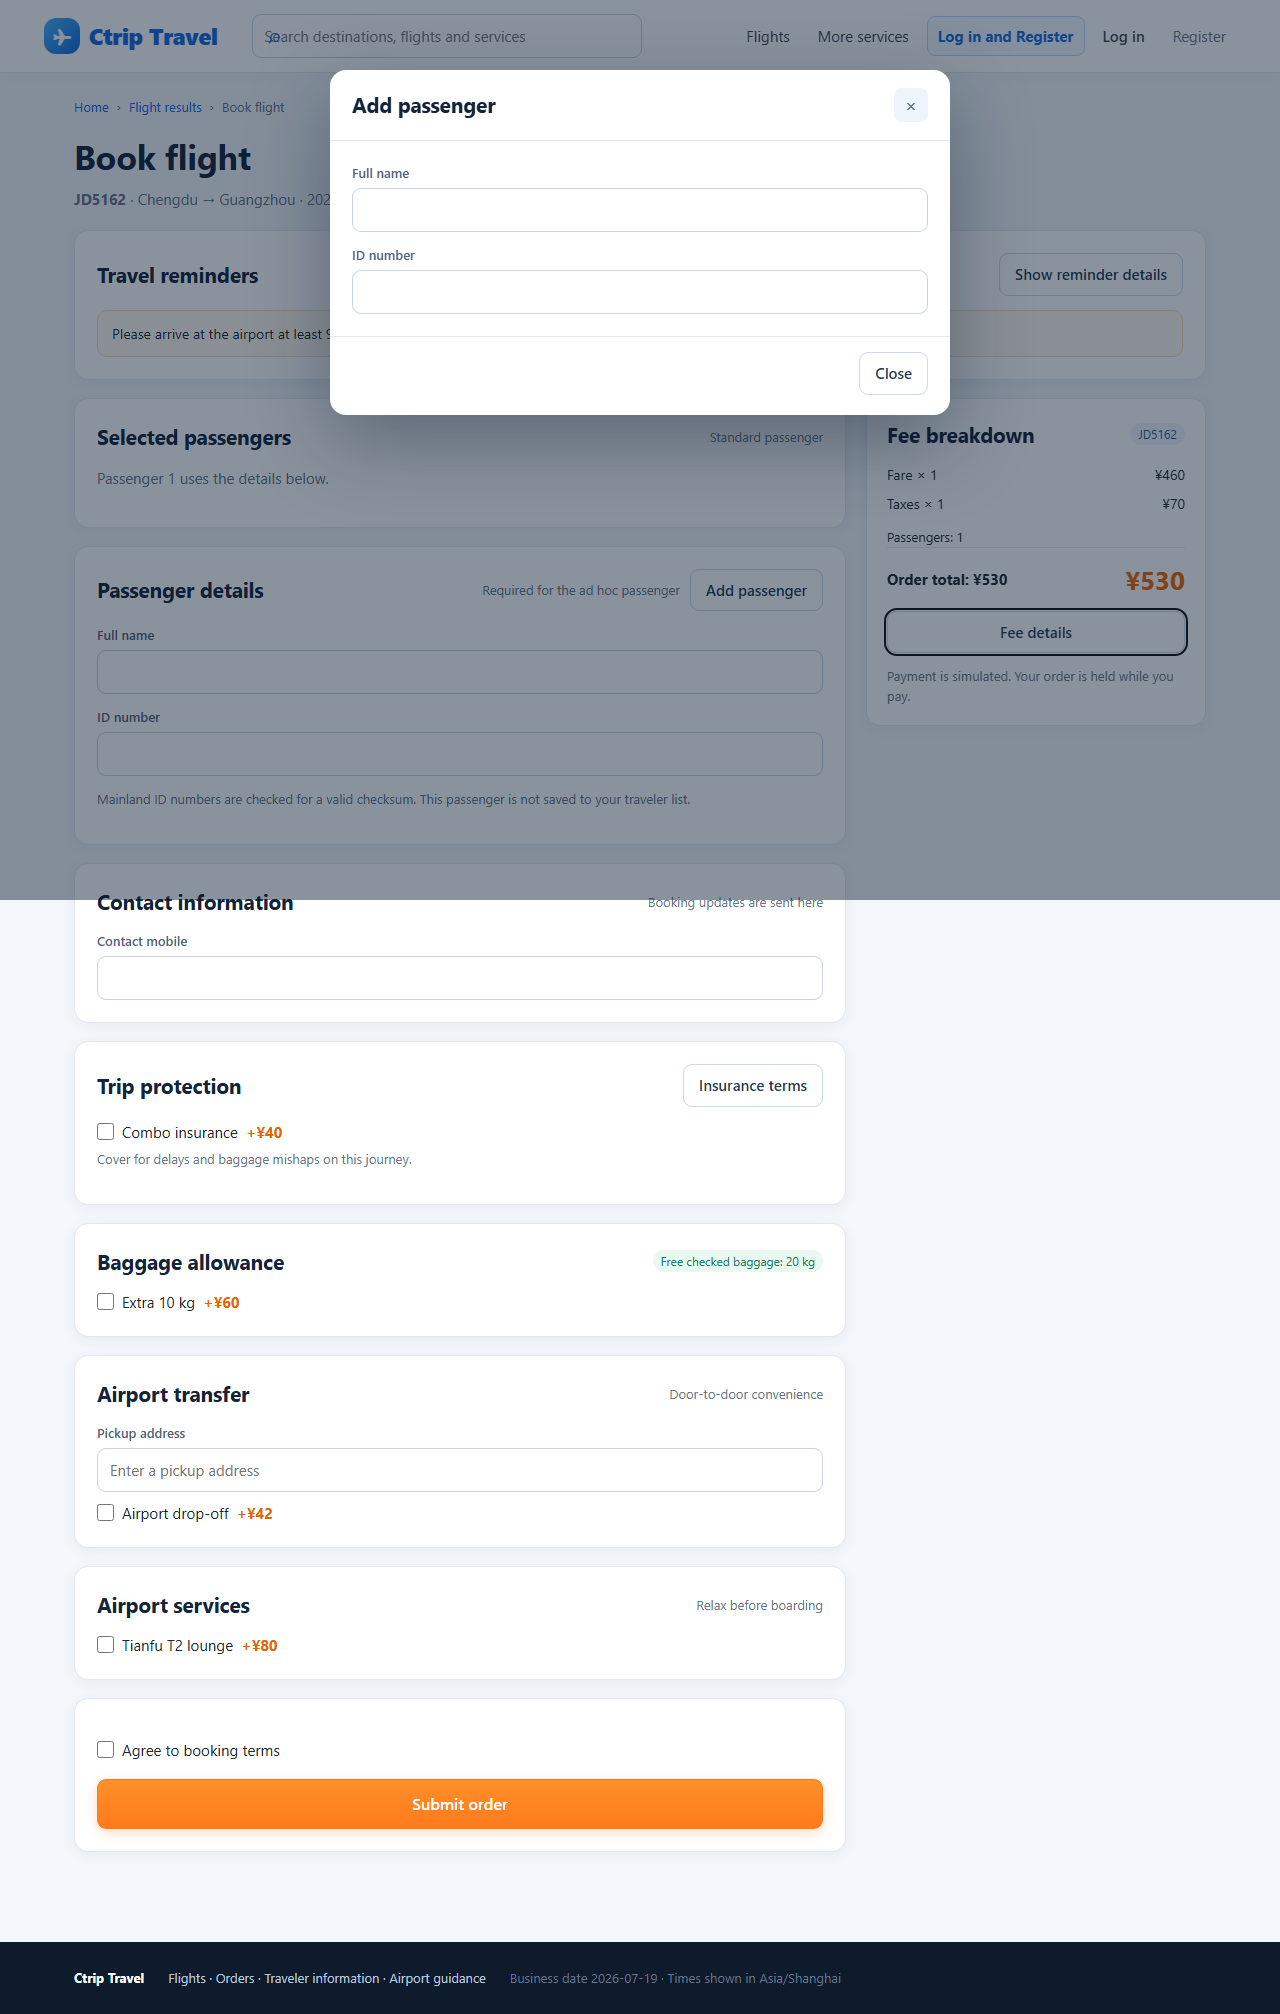 Ctrip Travel
Search destinations, flights and services
Flights
More services
Log in and Register
Log in
Register
Home › Flight results › Book flight
Book flight
JD5162 · Chengdu → Guangzhou · 202
Add passenger
×
Full name
ID number
Close
Travel reminders
Show reminder details
Please arrive at the airport at least
Selected passengers
Standard passenger
Passenger 1 uses the details below.
Passenger details
Required for the ad hoc passenger
Add passenger
Full name
ID number
Mainland ID numbers are checked for a valid checksum. This passenger is not saved to your traveler list.
Fee breakdown
JD5162
Fare × 1
¥460
Taxes × 1
¥70
Passengers: 1
Order total: ¥530
¥530
Fee details
Payment is simulated. Your order is held while you
pay.
Contact information
Booking updates are sent here
Contact mobile
Trip protection
Insurance terms
Combo insurance +¥40
Cover for delays and baggage mishaps on this journey.
Baggage allowance
Free checked baggage: 20 kg
Extra 10 kg +¥60
Airport transfer
Door-to-door convenience
Pickup address
Enter a pickup address
Airport drop-off +¥42
Airport services
Relax before boarding
Tianfu T2 lounge +¥80
Agree to booking terms
Submit order
Ctrip Travel
Flights · Orders · Traveler information · Airport guidance
Business date 2026-07-19 · Times shown in Asia/Shanghai